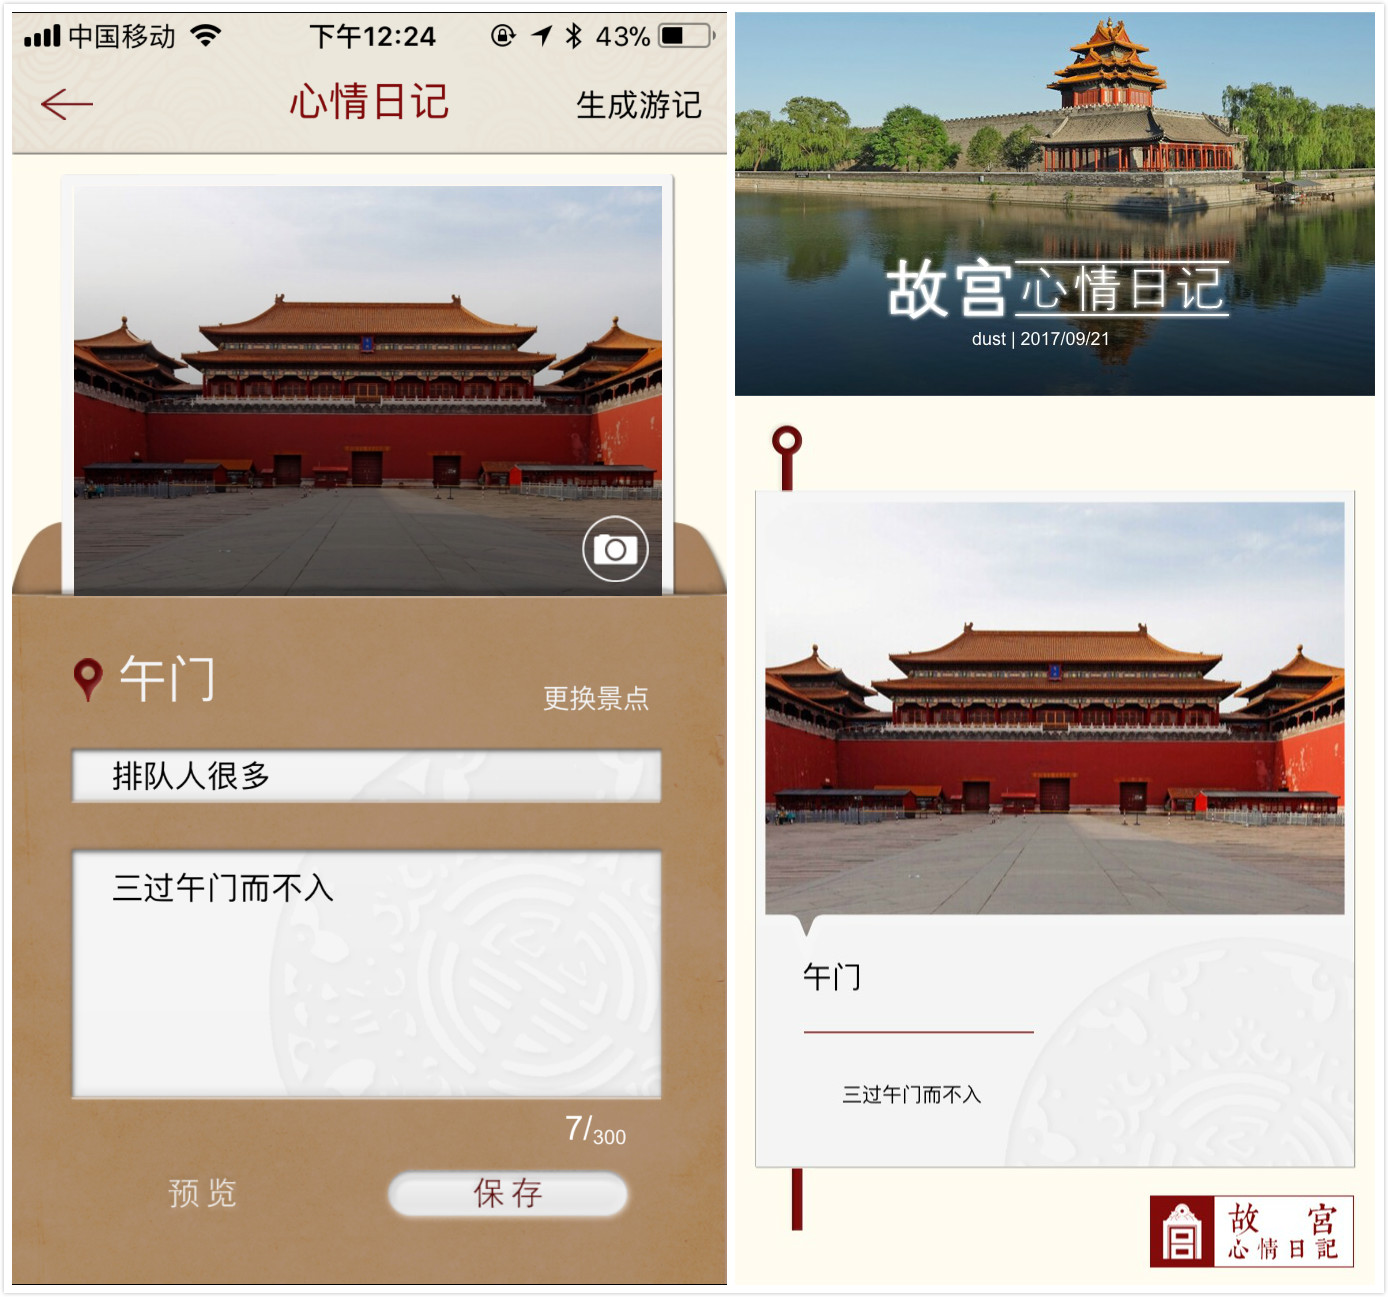 中国移动 下午12:24 43%
心情日记 生成游记
午门
更换景点
排队人很多
三过午门而不入
7/300
预览 保存
故宫心情日记
dust | 2017/09/21
午门
三过午门而不入
故宫
心情日記